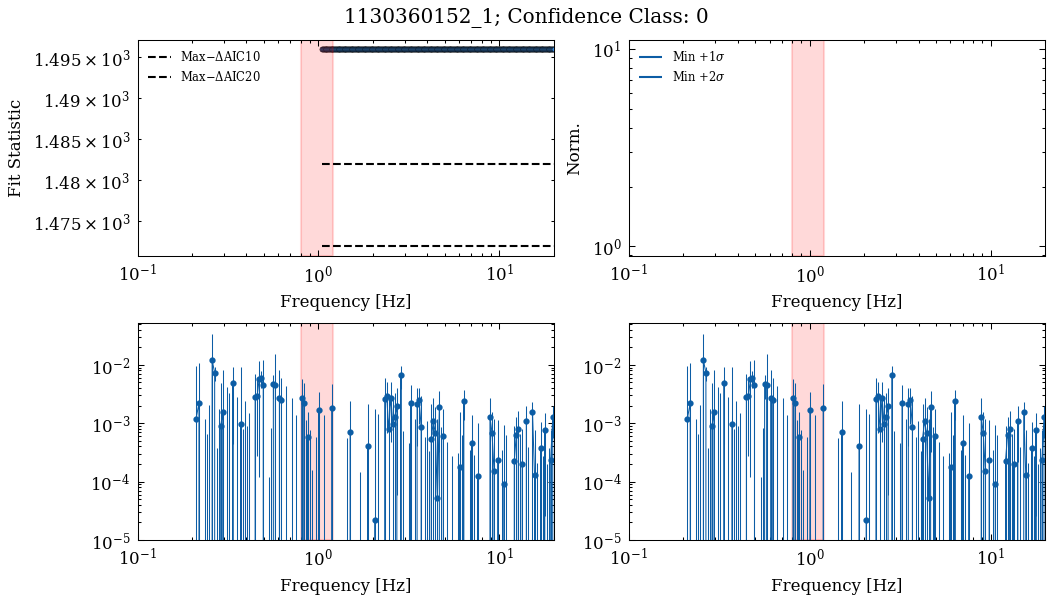 1130360152_1; Confidence Class: 0
Max−ΔAIC10
Max−ΔAIC20
1.495 × 10³
1.49 × 10³
1.485 × 10³
1.48 × 10³
1.475 × 10³
Fit Statistic
10⁻¹ 10⁰ 10¹
Frequency [Hz]
Min +1σ
Min +2σ
10¹
10⁰
Norm.
10⁻¹ 10⁰ 10¹
Frequency [Hz]
10⁻²
10⁻³
10⁻⁴
10⁻⁵
10⁻¹ 10⁰ 10¹
Frequency [Hz]
10⁻²
10⁻³
10⁻⁴
10⁻⁵
10⁻¹ 10⁰ 10¹
Frequency [Hz]